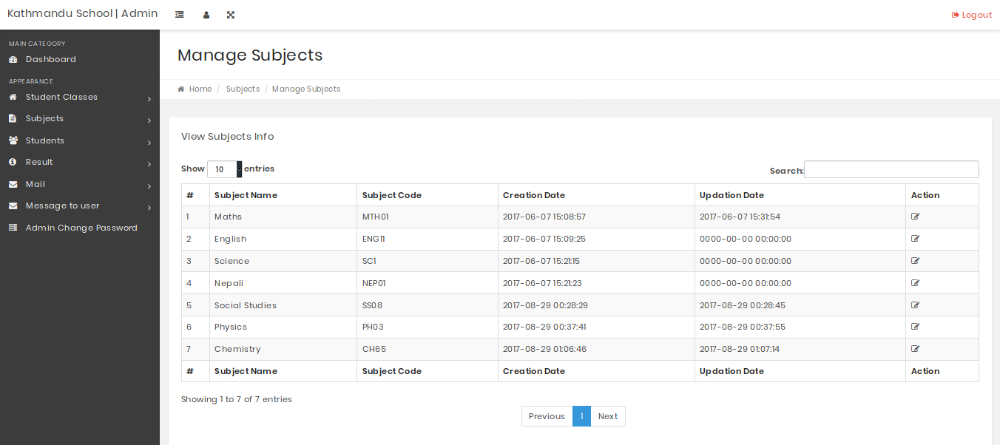 Kathmandu School | Admin
Logout
MAIN CATEGORY
Dashboard
APPEARANCE
Student Classes
Subjects
Students
Result
Mail
Message to user
Admin Change Password
Manage Subjects
Home / Subjects / Manage Subjects
View Subjects Info
Show 10 entries
Search:
# Subject Name Subject Code Creation Date Updation Date Action
1 Maths MTH01 2017-06-07 15:08:57 2017-06-07 15:31:54
2 English ENG11 2017-06-07 15:09:25 0000-00-00 00:00:00
3 Science SC1 2017-06-07 15:21:15 0000-00-00 00:00:00
4 Nepali NEP01 2017-06-07 15:21:23 0000-00-00 00:00:00
5 Social Studies SS08 2017-08-29 00:28:29 2017-08-29 00:28:45
6 Physics PH03 2017-08-29 00:37:41 2017-08-29 00:37:55
7 Chemistry CH65 2017-08-29 01:06:46 2017-08-29 01:07:14
# Subject Name Subject Code Creation Date Updation Date Action
Showing 1 to 7 of 7 entries
Previous 1 Next